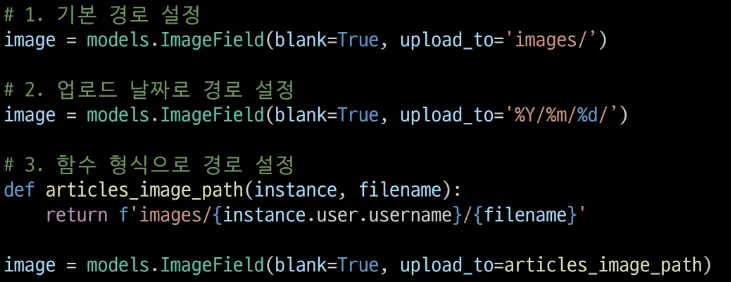 # 1. 기본 경로 설정
image = models.ImageField(blank=True, upload_to='images/’)
# 2. 업로드 날짜로 경로 설정
image = models.ImageField(blank=True, upload_to='%Y/%m/%d/’)
# 3. 함수 형식으로 경로 설정
def articles_image_path(instance, filename):
    return f'images/{instance.user.username}/{filename}'
image = models.ImageField(blank=True, upload_to=articles_image_path)